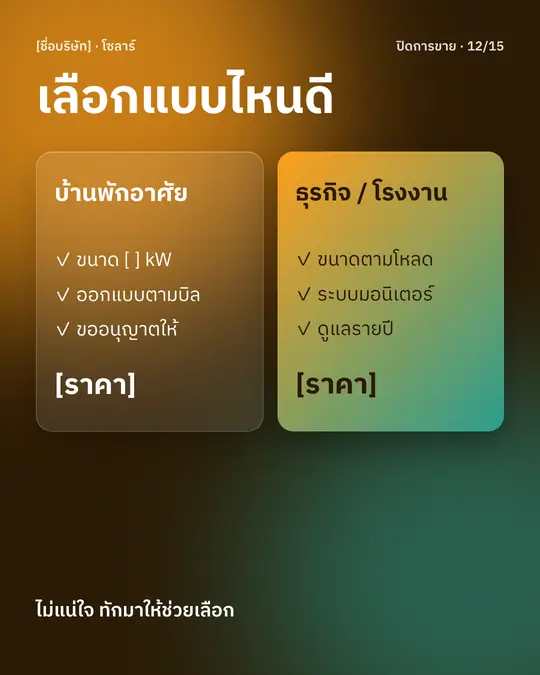 [ชื่อบริษัท] · โซลาร์
ปิดการขาย · 12/15
เลือกแบบไหนดี
บ้านพักอาศัย
✓ ขนาด [ ] kW
✓ ออกแบบตามบิล
✓ ขออนุญาตให้
[ราคา]
ธุรกิจ / โรงงาน
✓ ขนาดตามโหลด
✓ ระบบมอนิเตอร์
✓ ดูแลรายปี
[ราคา]
ไม่แน่ใจ ทักมาให้ช่วยเลือก